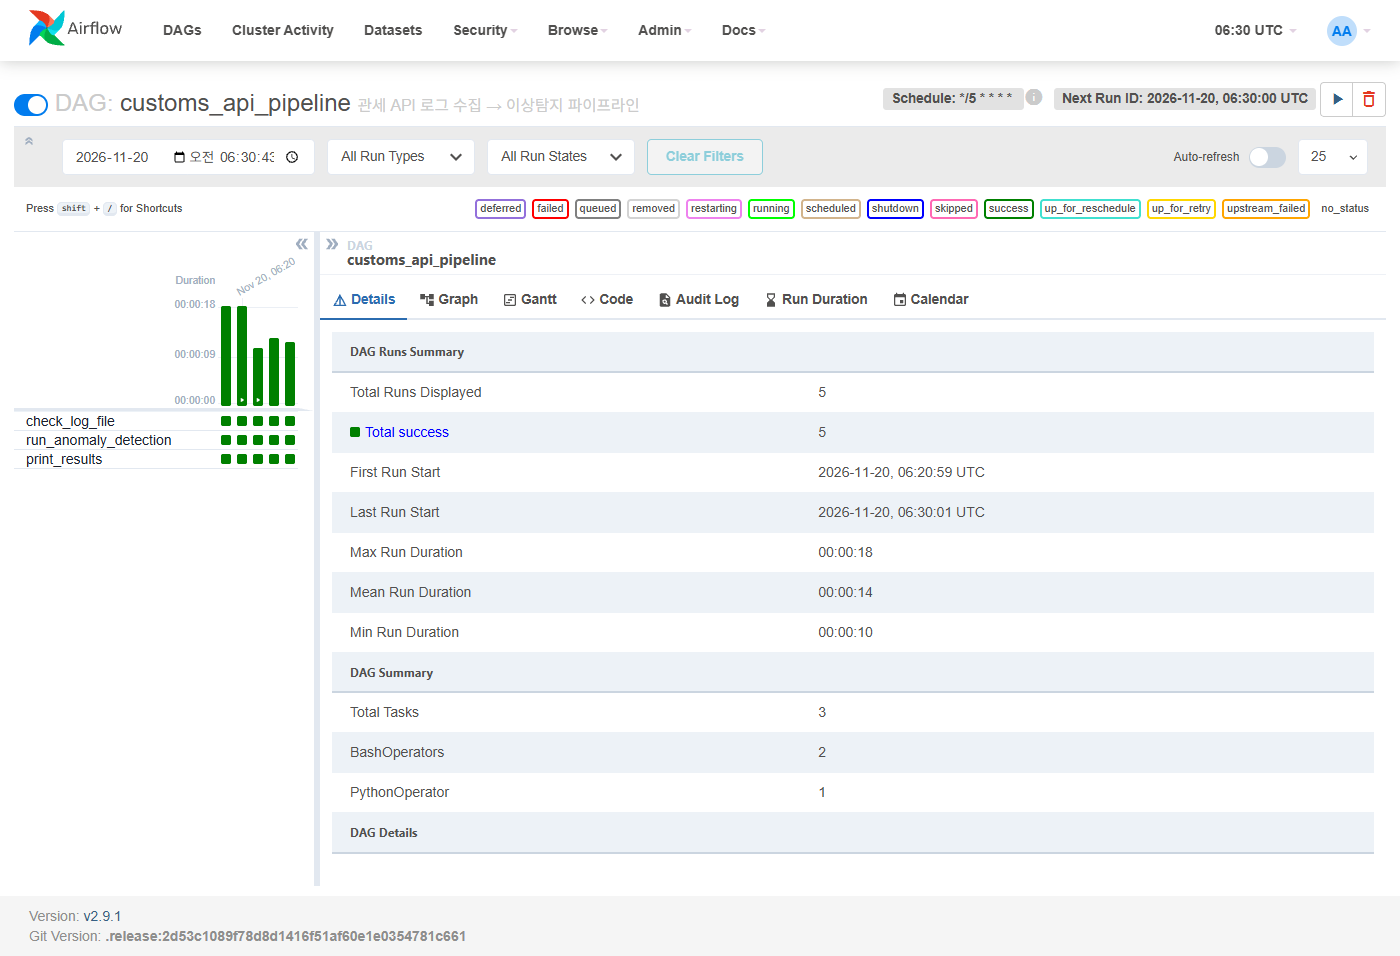 Airflow DAGs Cluster Activity Datasets Security Browse Admin Docs 06:30 UTC AA
DAG: customs_api_pipeline 관세 API 로그 수집 → 이상탐지 파이프라인 Schedule: */5 * * * * i Next Run ID: 2026-11-20, 06:30:00 UTC
2026-11-20 오전 06:30:43 All Run Types All Run States Clear Filters Auto-refresh 25
Press shift + / for Shortcuts deferred failed queued removed restarting running scheduled shutdown skipped success up_for_reschedule up_for_retry upstream_failed no_status
Duration
Nov 20, 06:20
00:00:18
00:00:09
00:00:00
check_log_file
run_anomaly_detection
print_results
DAG
customs_api_pipeline
Details Graph Gantt Code Audit Log Run Duration Calendar
DAG Runs Summary
Total Runs Displayed 5
Total success 5
First Run Start 2026-11-20, 06:20:59 UTC
Last Run Start 2026-11-20, 06:30:01 UTC
Max Run Duration 00:00:18
Mean Run Duration 00:00:14
Min Run Duration 00:00:10
DAG Summary
Total Tasks 3
BashOperators 2
PythonOperator 1
DAG Details
Version: v2.9.1
Git Version: .release:2d53c1089f78d8d1416f51af60e1e0354781c661